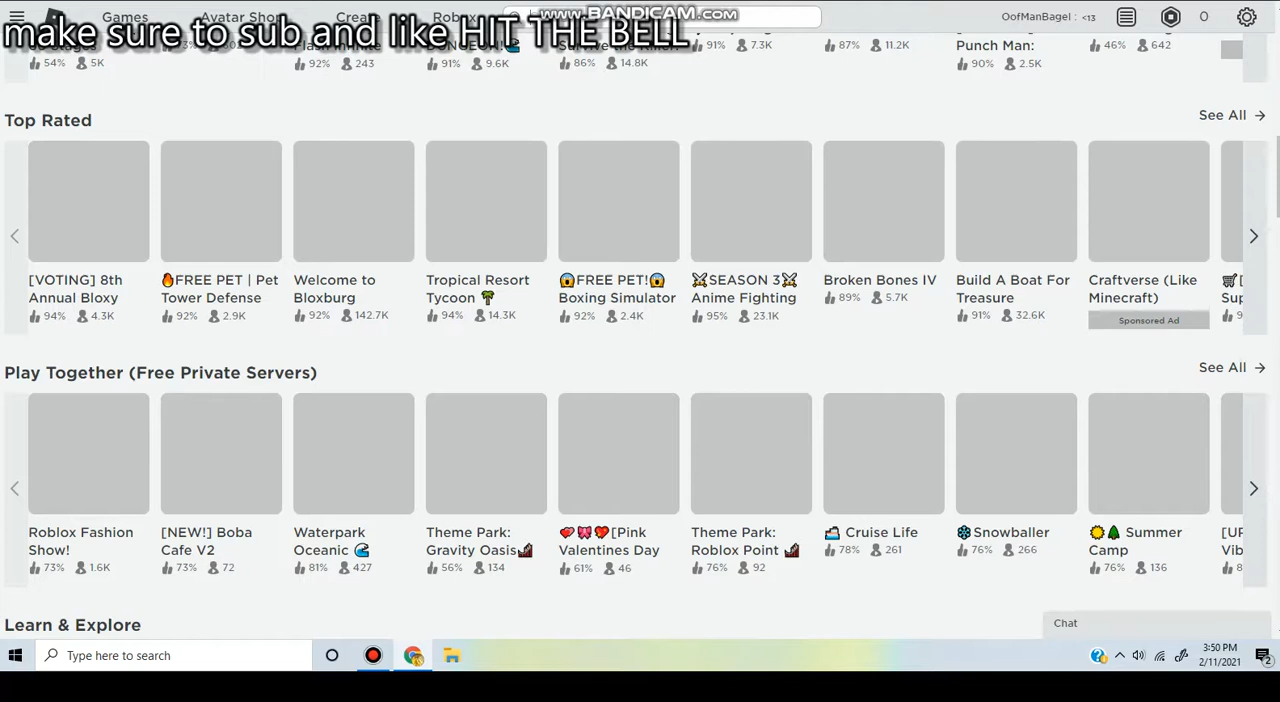 Games
Avatar Shop
Create
Robux
www.BANDICAM.com
OofManBagel : <13
0
make sure to sub and like HIT THE BELL
Punch Man:
54% 5K
92% 243
91% 9.6K
86% 14.8K
91% 7.3K
87% 11.2K
90% 2.5K
46% 642
Top Rated
See All
[VOTING] 8th
Annual Bloxy
94% 4.3K
🔥FREE PET | Pet
Tower Defense
92% 2.9K
Welcome to
Bloxburg
92% 142.7K
Tropical Resort
Tycoon 🌴
94% 14.3K
😱FREE PET!😱
Boxing Simulator
92% 2.4K
⚔️SEASON 3⚔️
Anime Fighting
95% 23.1K
Broken Bones IV
89% 5.7K
Build A Boat For
Treasure
91% 32.6K
Craftverse (Like
Minecraft)
Sponsored Ad
Play Together (Free Private Servers)
See All
Roblox Fashion
Show!
73% 1.6K
[NEW!] Boba
Cafe V2
73% 72
Waterpark
Oceanic 🌊
81% 427
Theme Park:
Gravity Oasis🎢
56% 134
💕🎀💖[Pink
Valentines Day
61% 46
Theme Park:
Roblox Point 🎢
76% 92
🛳️ Cruise Life
78% 261
❄️Snowballer
76% 266
🌞🌲 Summer
Camp
76% 136
Learn & Explore
Chat
Type here to search
3:50 PM
2/11/2021
2